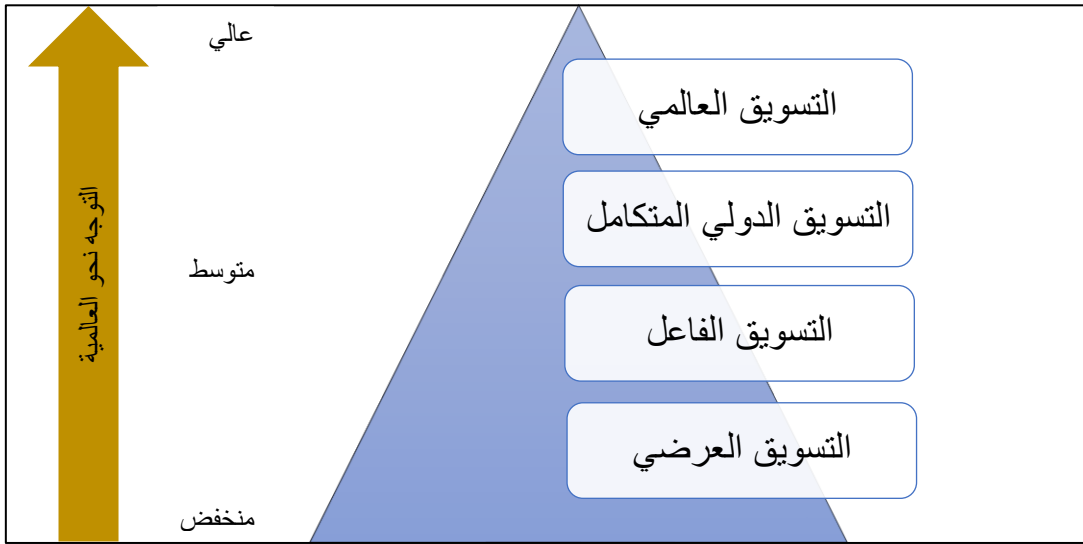 عالي
التسويق العالمي
التسويق الدولي المتكامل
متوسط
التوجه نحو العالمية
التسويق الفاعل
التسويق العرضي
منخفض